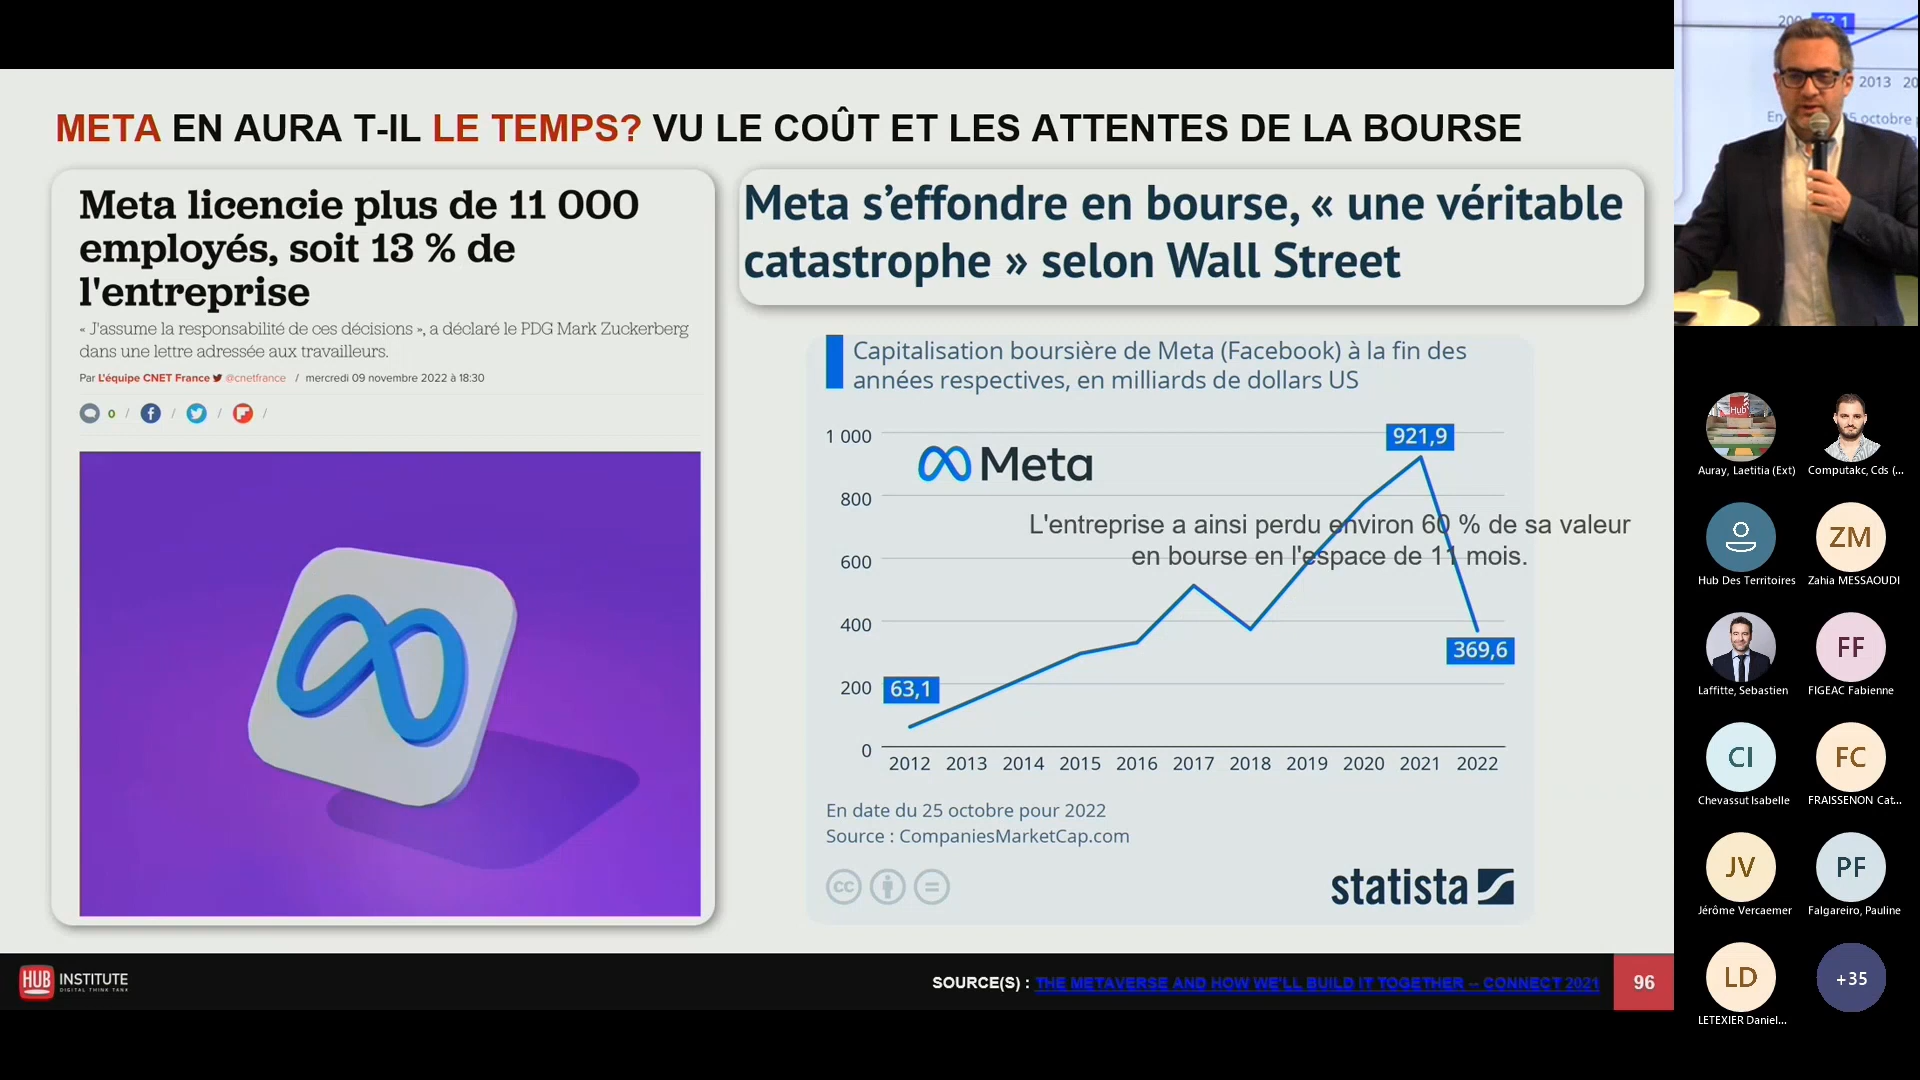 META EN AURA T-IL LE TEMPS? VU LE COÛT ET LES ATTENTES DE LA BOURSE
Meta licencie plus de 11 000
employés, soit 13 % de
l'entreprise
« J'assume la responsabilité de ces décisions », a déclaré le PDG Mark Zuckerberg
dans une lettre adressée aux travailleurs.
Par L'équipe CNET France @cnetfrance / mercredi 09 novembre 2022 à 18:30
0 / / / /
Meta s’effondre en bourse, « une véritable
catastrophe » selon Wall Street
Capitalisation boursière de Meta (Facebook) à la fin des
années respectives, en milliards de dollars US
1 000
800
600
400
200
0
Meta
63,1
921,9
369,6
L'entreprise a ainsi perdu environ 60 % de sa valeur
en bourse en l'espace de 11 mois.
2012 2013 2014 2015 2016 2017 2018 2019 2020 2021 2022
En date du 25 octobre pour 2022
Source : CompaniesMarketCap.com
cc
statista
HUB INSTITUTE
DIGITAL THINK TANK
SOURCE(S) : THE METAVERSE AND HOW WE'LL BUILD IT TOGETHER -- CONNECT 2021
96
2013
5 octobre
Auray, Laetitia (Ext)
Computakc, Cds (...
Hub Des Territoires
ZM
Zahia MESSAOUDI
Laffitte, Sebastien
FF
FIGEAC Fabienne
CI
Chevassut Isabelle
FC
FRAISSENON Cat...
JV
Jérôme Vercaemer
PF
Falgareiro, Pauline
LD
LETEXIER Daniel...
+35